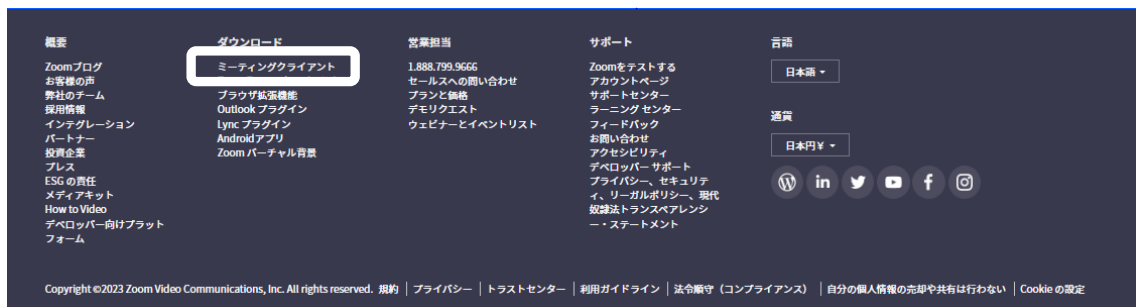 概要
Zoomブログ
お客様の声
弊社のチーム
採用情報
インテグレーション
パートナー
投資企業
プレス
ESG の責任
メディアキット
How to Video
デベロッパー向けプラット
フォーム
ダウンロード
ミーティングクライアント
ブラウザ拡張機能
Outlook プラグイン
Lync プラグイン
Androidアプリ
Zoom バーチャル背景
営業担当
1.888.799.9666
セールスへの問い合わせ
プランと価格
デモリクエスト
ウェビナーとイベントリスト
サポート
Zoomをテストする
アカウントページ
サポートセンター
ラーニング センター
フィードバック
お問い合わせ
アクセシビリティ
デベロッパー サポート
プライバシー、セキュリテ
ィ、リーガルポリシー、現代
奴隷法トランスペアレンシ
ー・ステートメント
言語
日本語
通貨
日本円¥
in
f
Copyright ©2023 Zoom Video Communications, Inc. All rights reserved. 規約 | プライバシー | トラストセンター | 利用ガイドライン | 法令順守（コンプライアンス） | 自分の個人情報の売却や共有は行わない | Cookie の設定